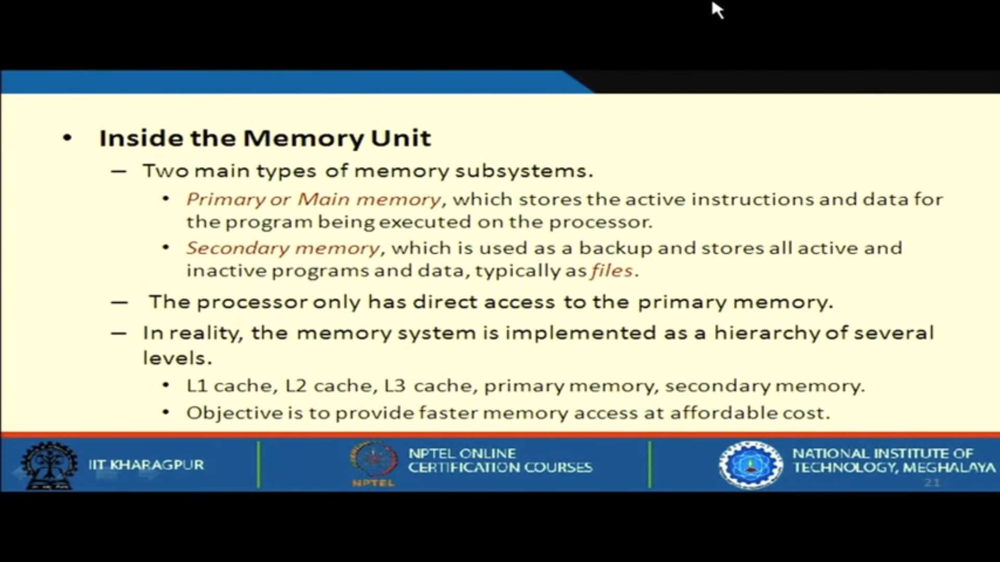 • Inside the Memory Unit
– Two main types of memory subsystems.
• Primary or Main memory, which stores the active instructions and data for
the program being executed on the processor.
• Secondary memory, which is used as a backup and stores all active and
inactive programs and data, typically as files.
– The processor only has direct access to the primary memory.
– In reality, the memory system is implemented as a hierarchy of several
levels.
• L1 cache, L2 cache, L3 cache, primary memory, secondary memory.
• Objective is to provide faster memory access at affordable cost.
IIT KHARAGPUR
NPTEL
NPTEL ONLINE
CERTIFICATION COURSES
NATIONAL INSTITUTE OF
TECHNOLOGY, MEGHALAYA
21